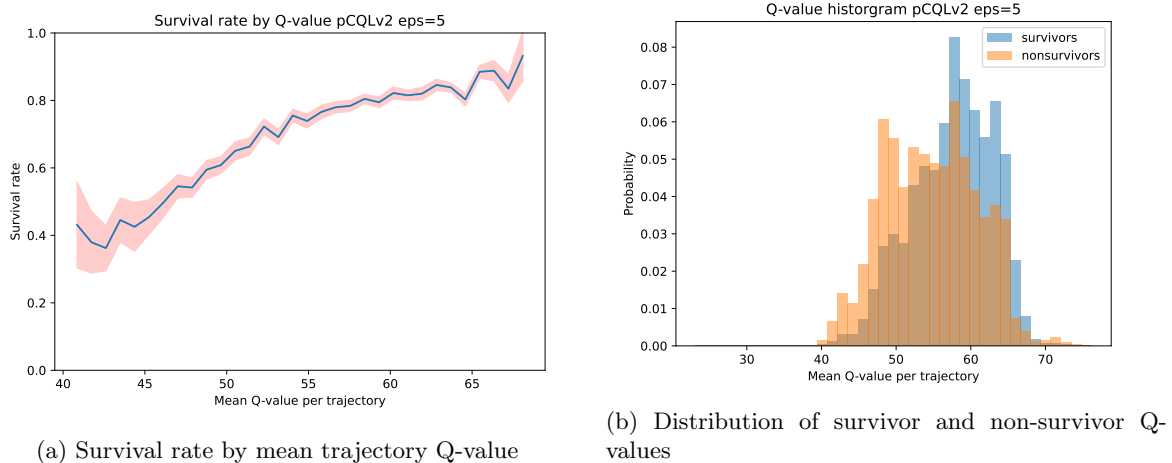 Survival rate by Q-value pCQLv2 eps=5
1.0
0.8
0.6
0.4
0.2
0.0
Survival rate
40 45 50 55 60 65
Mean Q-value per trajectory
(a) Survival rate by mean trajectory Q-value
Q-value historgram pCQLv2 eps=5
survivors
nonsurvivors
0.08
0.07
0.06
0.05
0.04
0.03
0.02
0.01
0.00
Probability
30 40 50 60 70
Mean Q-value per trajectory
(b) Distribution of survivor and non-survivor Q-
values